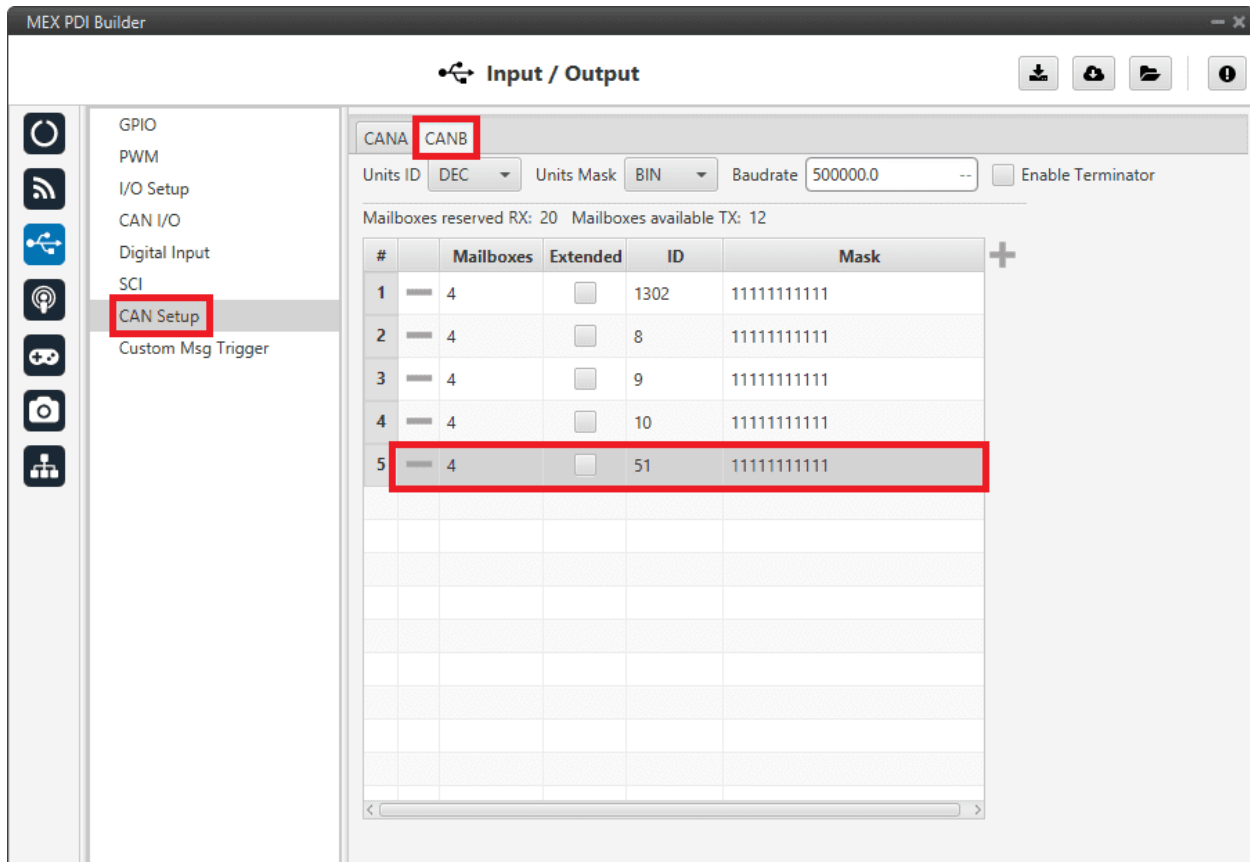 MEX PDI Builder
Input / Output
GPIO
PWM
I/O Setup
CAN I/O
Digital Input
SCI
CAN Setup
Custom Msg Trigger
CANA CANB
Units ID DEC Units Mask BIN Baudrate 500000.0 -- Enable Terminator
Mailboxes reserved RX: 20 Mailboxes available TX: 12
# Mailboxes Extended ID Mask
1 4 1302 11111111111
2 4 8 11111111111
3 4 9 11111111111
4 4 10 11111111111
5 4 51 11111111111